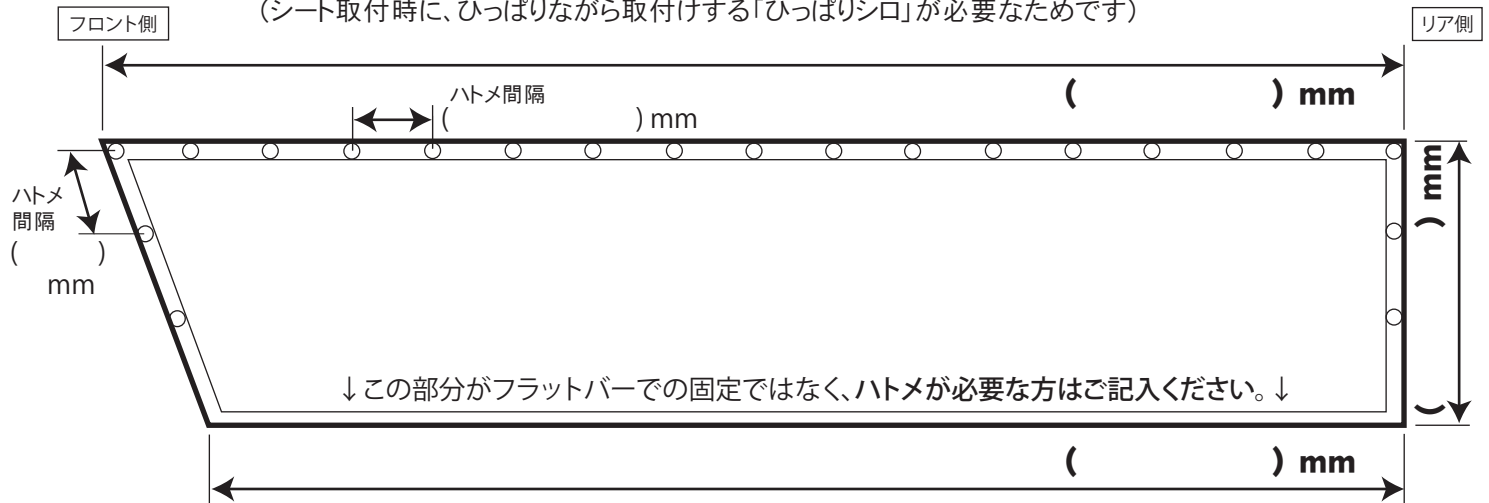 （シート取付時に、ひっぱりながら取付けする「ひっぱりシロ」が必要なためです）
フロント側
リア側
( ) mm
ハトメ間隔
( ) mm
ハトメ
間隔
( )
mm
( ) mm
↓この部分がフラットバーでの固定ではなく、ハトメが必要な方はご記入ください。↓
( ) mm